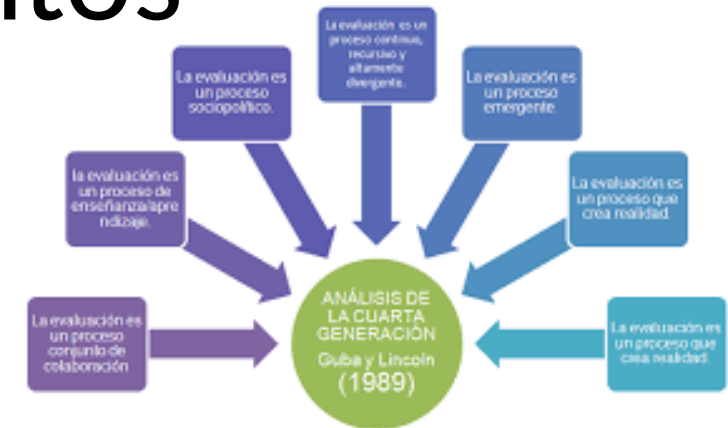 La evaluación es un
proceso continuo,
recursivo y
altamente
divergente.
La evaluación es
un proceso
sociopolítico.
La evaluación es
un proceso
emergente.
la evaluación es
un proceso de
enseñanza/apre
ndizaje.
La evaluación es
un proceso que
crea realidad.
La evaluación es
un proceso
conjunto de
colaboración
ANÁLISIS DE
LA CUARTA
GENERACIÓN
Guba y Lincoln
(1989)
La evaluación es
un proceso que
crea realidad.